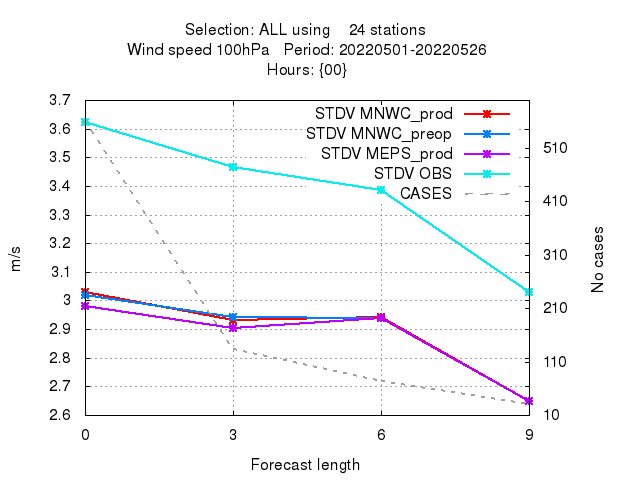 Selection: ALL using    24 stations
Wind speed 100hPa   Period: 20220501-20220526
Hours: {00}
3.7
3.6
3.5
3.4
3.3
3.2
3.1
3
2.9
2.8
2.7
2.6
m/s
STDV MNWC_prod
STDV MNWC_preop
STDV MEPS_prod
STDV OBS
CASES
510
410
310
210
110
10
No cases
0
3
6
9
Forecast length